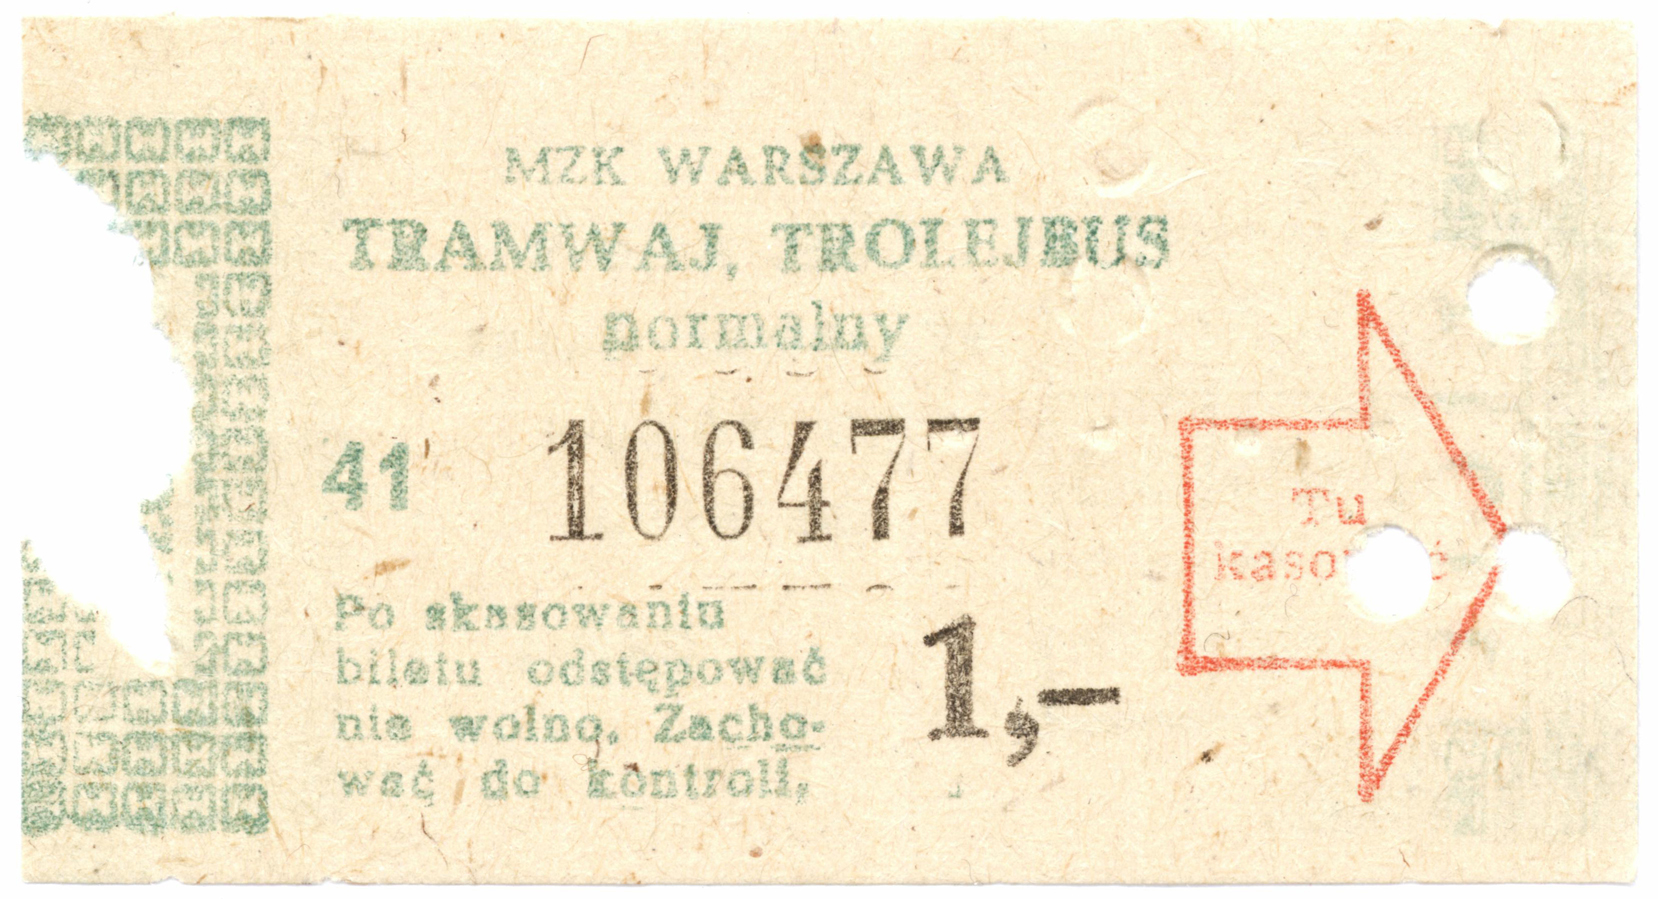 MZK WARSZAWA
TRAMWAJ, TROLEJBUS
normalny
41 106477
Po skasowaniu
biletu odstępować
nie wolno. Zacho-
wać do kontroli.
1,—
Tu